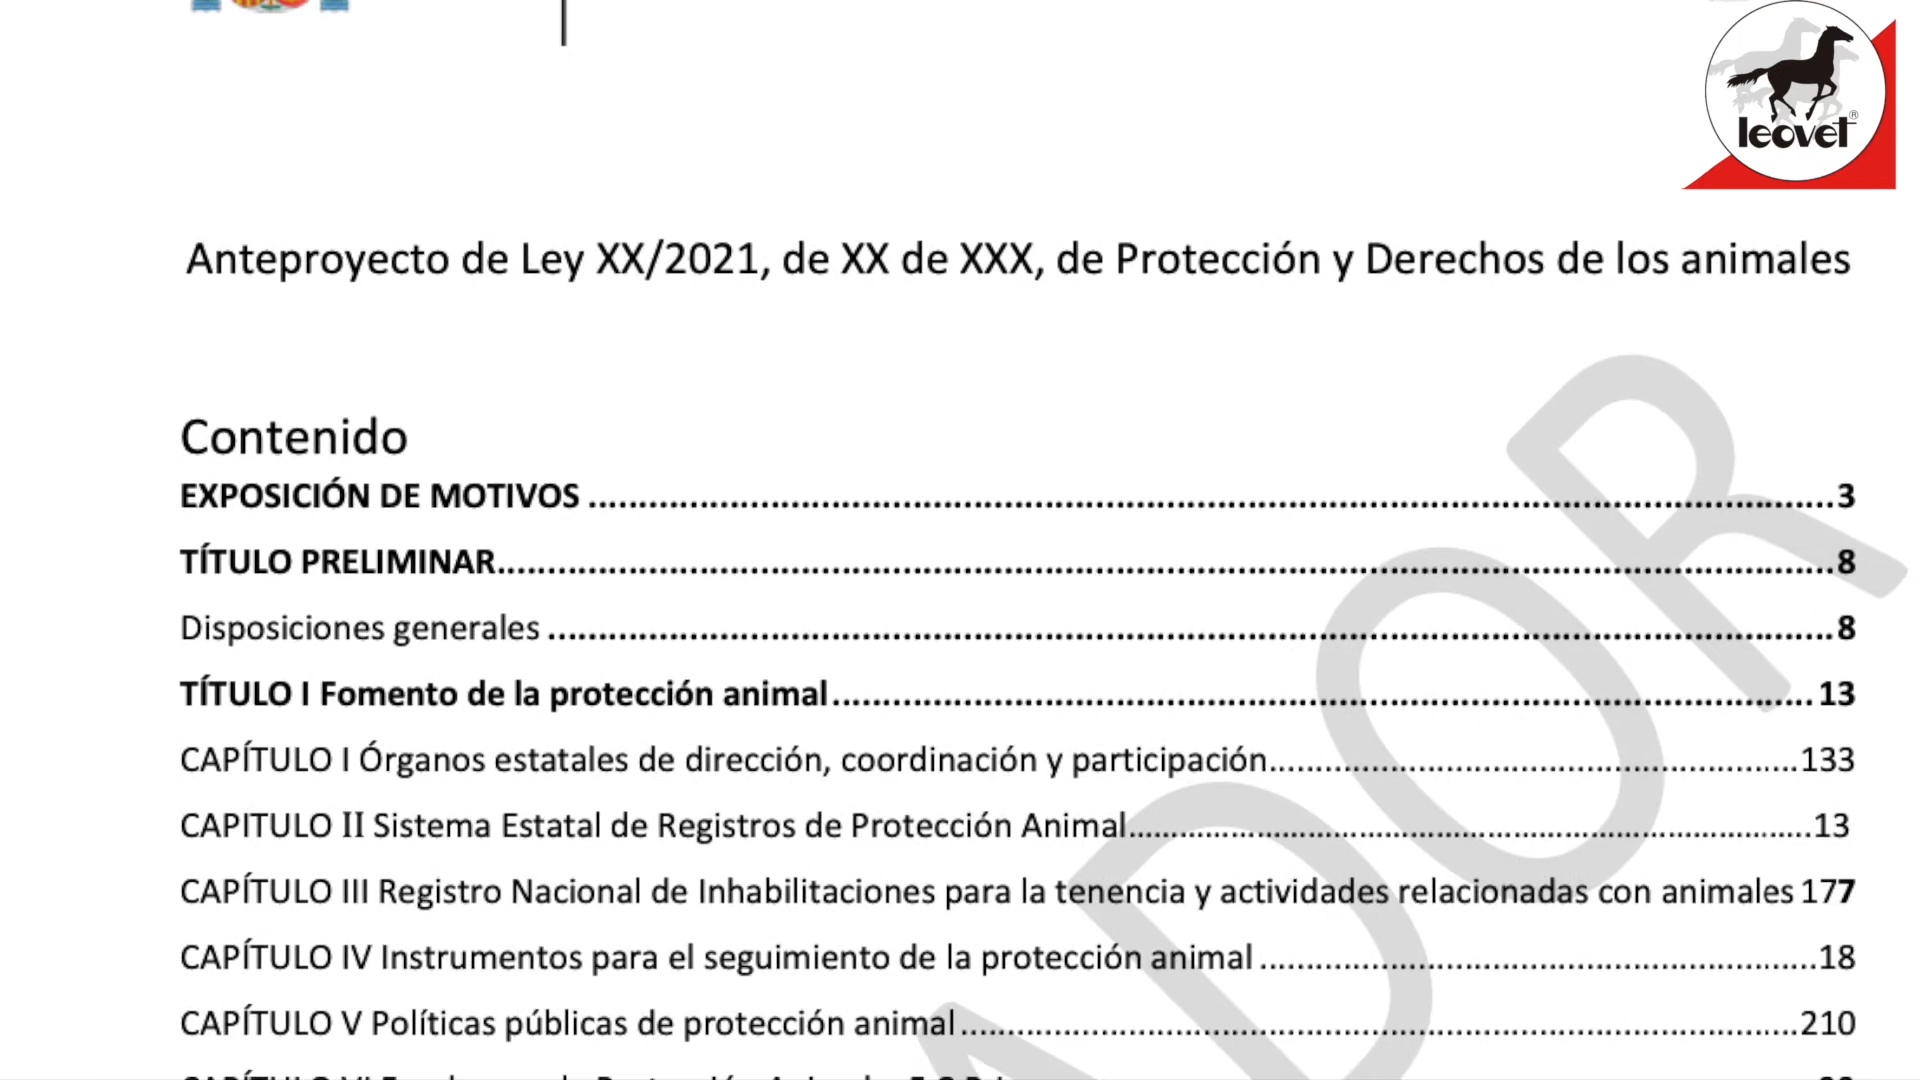 leovet®
Anteproyecto de Ley XX/2021, de XX de XXX, de Protección y Derechos de los animales
Contenido
EXPOSICIÓN DE MOTIVOS ........ 3
TÍTULO PRELIMINAR ........ 8
Disposiciones generales ........ 8
TÍTULO I Fomento de la protección animal ........ 13
CAPÍTULO I Órganos estatales de dirección, coordinación y participación ........ 133
CAPITULO II Sistema Estatal de Registros de Protección Animal ........ 13
CAPÍTULO III Registro Nacional de Inhabilitaciones para la tenencia y actividades relacionadas con animales 177
CAPÍTULO IV Instrumentos para el seguimiento de la protección animal ........ 18
CAPÍTULO V Políticas públicas de protección animal ........ 210
ADOR